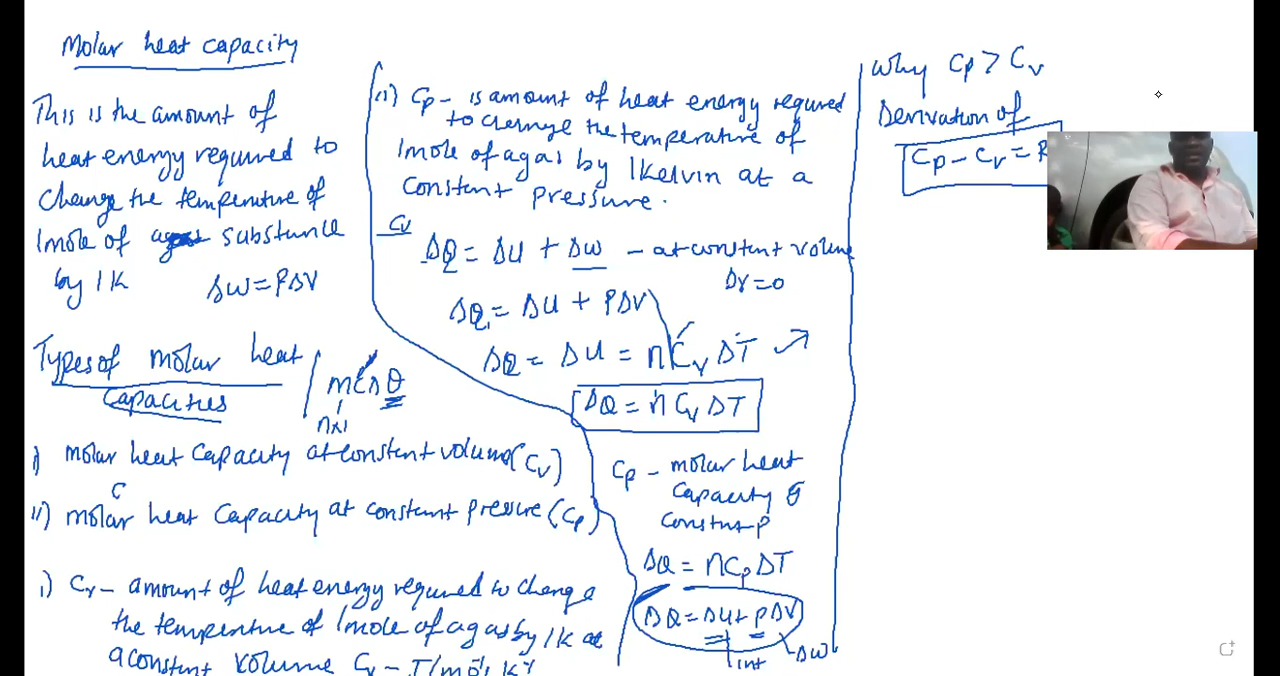 Molar heat capacity
This is the amount of
heat energy required to
change the temperature of
1mole of substance
by 1K ΔW = PΔV
Types of molar heat
Capacities
mcΔθ
n×1
i) molar heat capacity at constant volume (Cv)
C
ii) molar heat capacity at constant pressure (Cp)
i) Cv – amount of heat energy required to change
the temperature of 1mole of a gas by 1K at
a constant volume Cv – J/mol⁻¹ K⁻¹
ii) Cp – is amount of heat energy required
to change the temperature of
1mole of a gas by 1Kelvin at a
constant pressure.
Cv
ΔQ = ΔU + ΔW – at constant volume
ΔV = 0
ΔQ = ΔU + PΔV
ΔQ = ΔU = nCvΔT
ΔQ = nCvΔT
Cp – molar heat
capacity @
constant P
ΔQ = nCpΔT
ΔQ = ΔU + PΔV
int ΔW
Why Cp > Cv
Derivation of
Cp – Cv = R